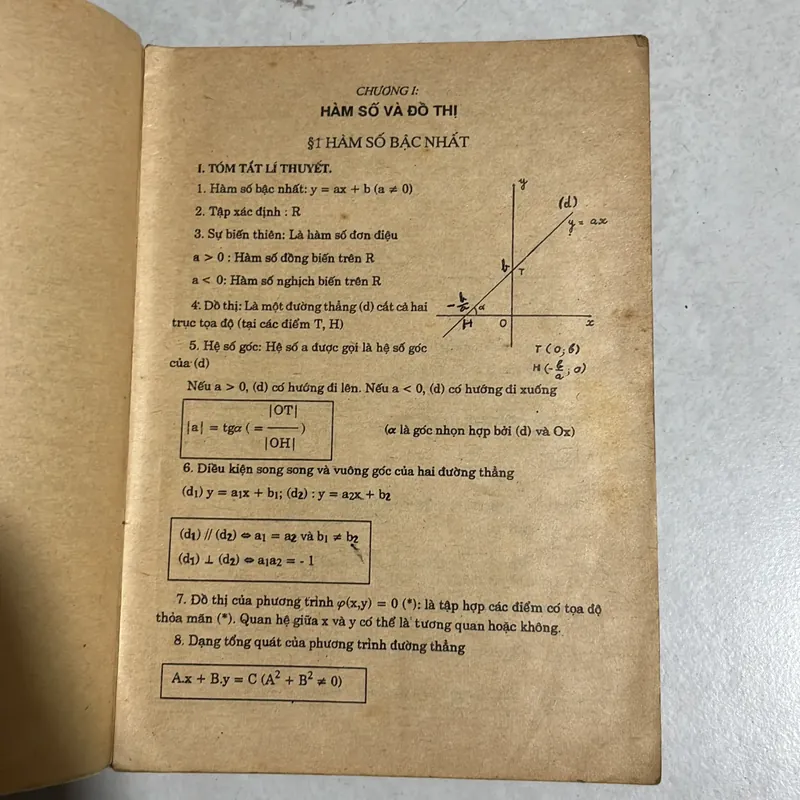 CHƯƠNG I:
HÀM SỐ VÀ ĐỒ THỊ
§1 HÀM SỐ BẬC NHẤT
I. TÓM TẮT LÍ THUYẾT.
1. Hàm số bậc nhất: y = ax + b (a ≠ 0)
2. Tập xác định : R
3. Sự biến thiên: Là hàm số đơn điệu
a > 0 : Hàm số đồng biến trên R
a < 0: Hàm số nghịch biến trên R
4. Đồ thị: Là một đường thẳng (d) cắt cả hai
trục tọa độ (tại các điểm T, H)
5. Hệ số góc: Hệ số a được gọi là hệ số góc
của (d)
y
(d)
y = ax
b
T
-b/a
α
H
O
x
T (0; b)
H (-b/a; 0)
Nếu a > 0, (d) có hướng đi lên. Nếu a < 0, (d) có hướng đi xuống
|a| = tgα ( = |OT| / |OH| )
(α là góc nhọn hợp bởi (d) và Ox)
6. Điều kiện song song và vuông góc của hai đường thẳng
(d₁) y = a₁x + b₁; (d₂) : y = a₂x + b₂
(d₁) // (d₂) ⇔ a₁ = a₂ và b₁ ≠ b₂
(d₁) ⊥ (d₂) ⇔ a₁a₂ = - 1
7. Đồ thị của phương trình φ(x,y) = 0 (*): là tập hợp các điểm có tọa độ
thỏa mãn (*). Quan hệ giữa x và y có thể là tương quan hoặc không.
8. Dạng tổng quát của phương trình đường thẳng
A.x + B.y = C (A² + B² ≠ 0)